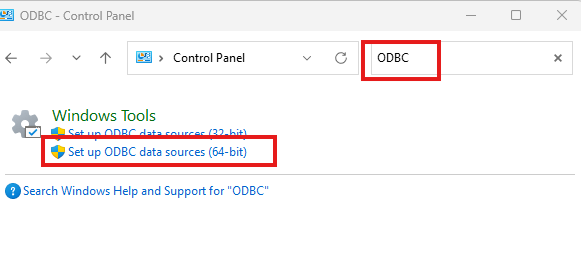 ODBC - Control Panel
Control Panel
ODBC
Windows Tools
Set up ODBC data sources (32-bit)
Set up ODBC data sources (64-bit)
Search Windows Help and Support for "ODBC"